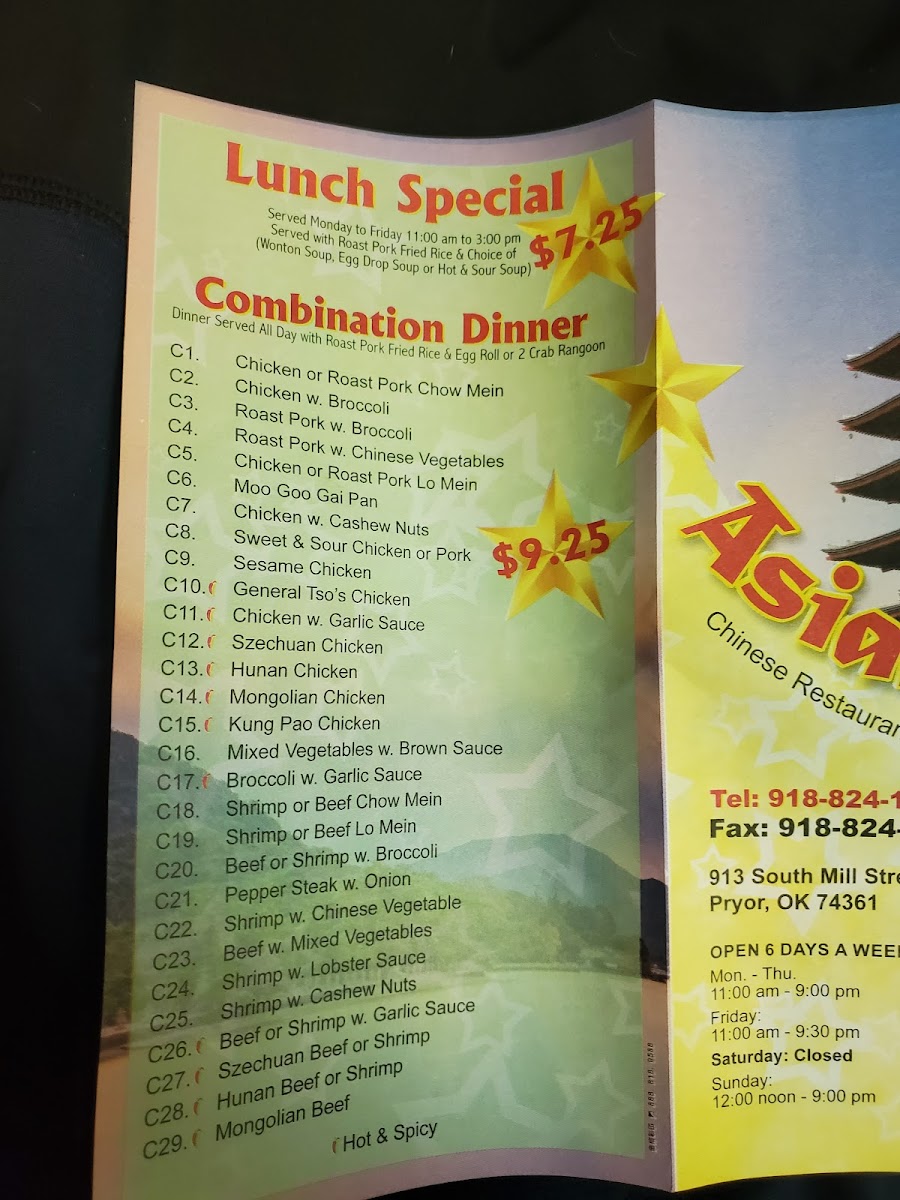 Lunch Special
$7.25
Served Monday to Friday 11:00 am to 3:00 pm
Served with Roast Pork Fried Rice & Choice of
(Wonton Soup, Egg Drop Soup or Hot & Sour Soup)
Combination Dinner
Dinner Served All Day with Roast Pork Fried Rice & Egg Roll or 2 Crab Rangoon
$9.25
C1. Chicken or Roast Pork Chow Mein
C2. Chicken w. Broccoli
C3. Roast Pork w. Broccoli
C4. Roast Pork w. Chinese Vegetables
C5. Chicken or Roast Pork Lo Mein
C6. Moo Goo Gai Pan
C7. Chicken w. Cashew Nuts
C8. Sweet & Sour Chicken or Pork
C9. Sesame Chicken
C10. General Tso's Chicken
C11. Chicken w. Garlic Sauce
C12. Szechuan Chicken
C13. Hunan Chicken
C14. Mongolian Chicken
C15. Kung Pao Chicken
C16. Mixed Vegetables w. Brown Sauce
C17. Broccoli w. Garlic Sauce
C18. Shrimp or Beef Chow Mein
C19. Shrimp or Beef Lo Mein
C20. Beef or Shrimp w. Broccoli
C21. Pepper Steak w. Onion
C22. Shrimp w. Chinese Vegetable
C23. Beef w. Mixed Vegetables
C24. Shrimp w. Lobster Sauce
C25. Shrimp w. Cashew Nuts
C26. Beef or Shrimp w. Garlic Sauce
C27. Szechuan Beef or Shrimp
C28. Hunan Beef or Shrimp
C29. Mongolian Beef
Hot & Spicy
Asia
Chinese Restauran
Tel: 918-824-1
Fax: 918-824-
913 South Mill Stre
Pryor, OK 74361
OPEN 6 DAYS A WEE
Mon. - Thu.
11:00 am - 9:00 pm
Friday:
11:00 am - 9:30 pm
Saturday: Closed
Sunday:
12:00 noon - 9:00 pm